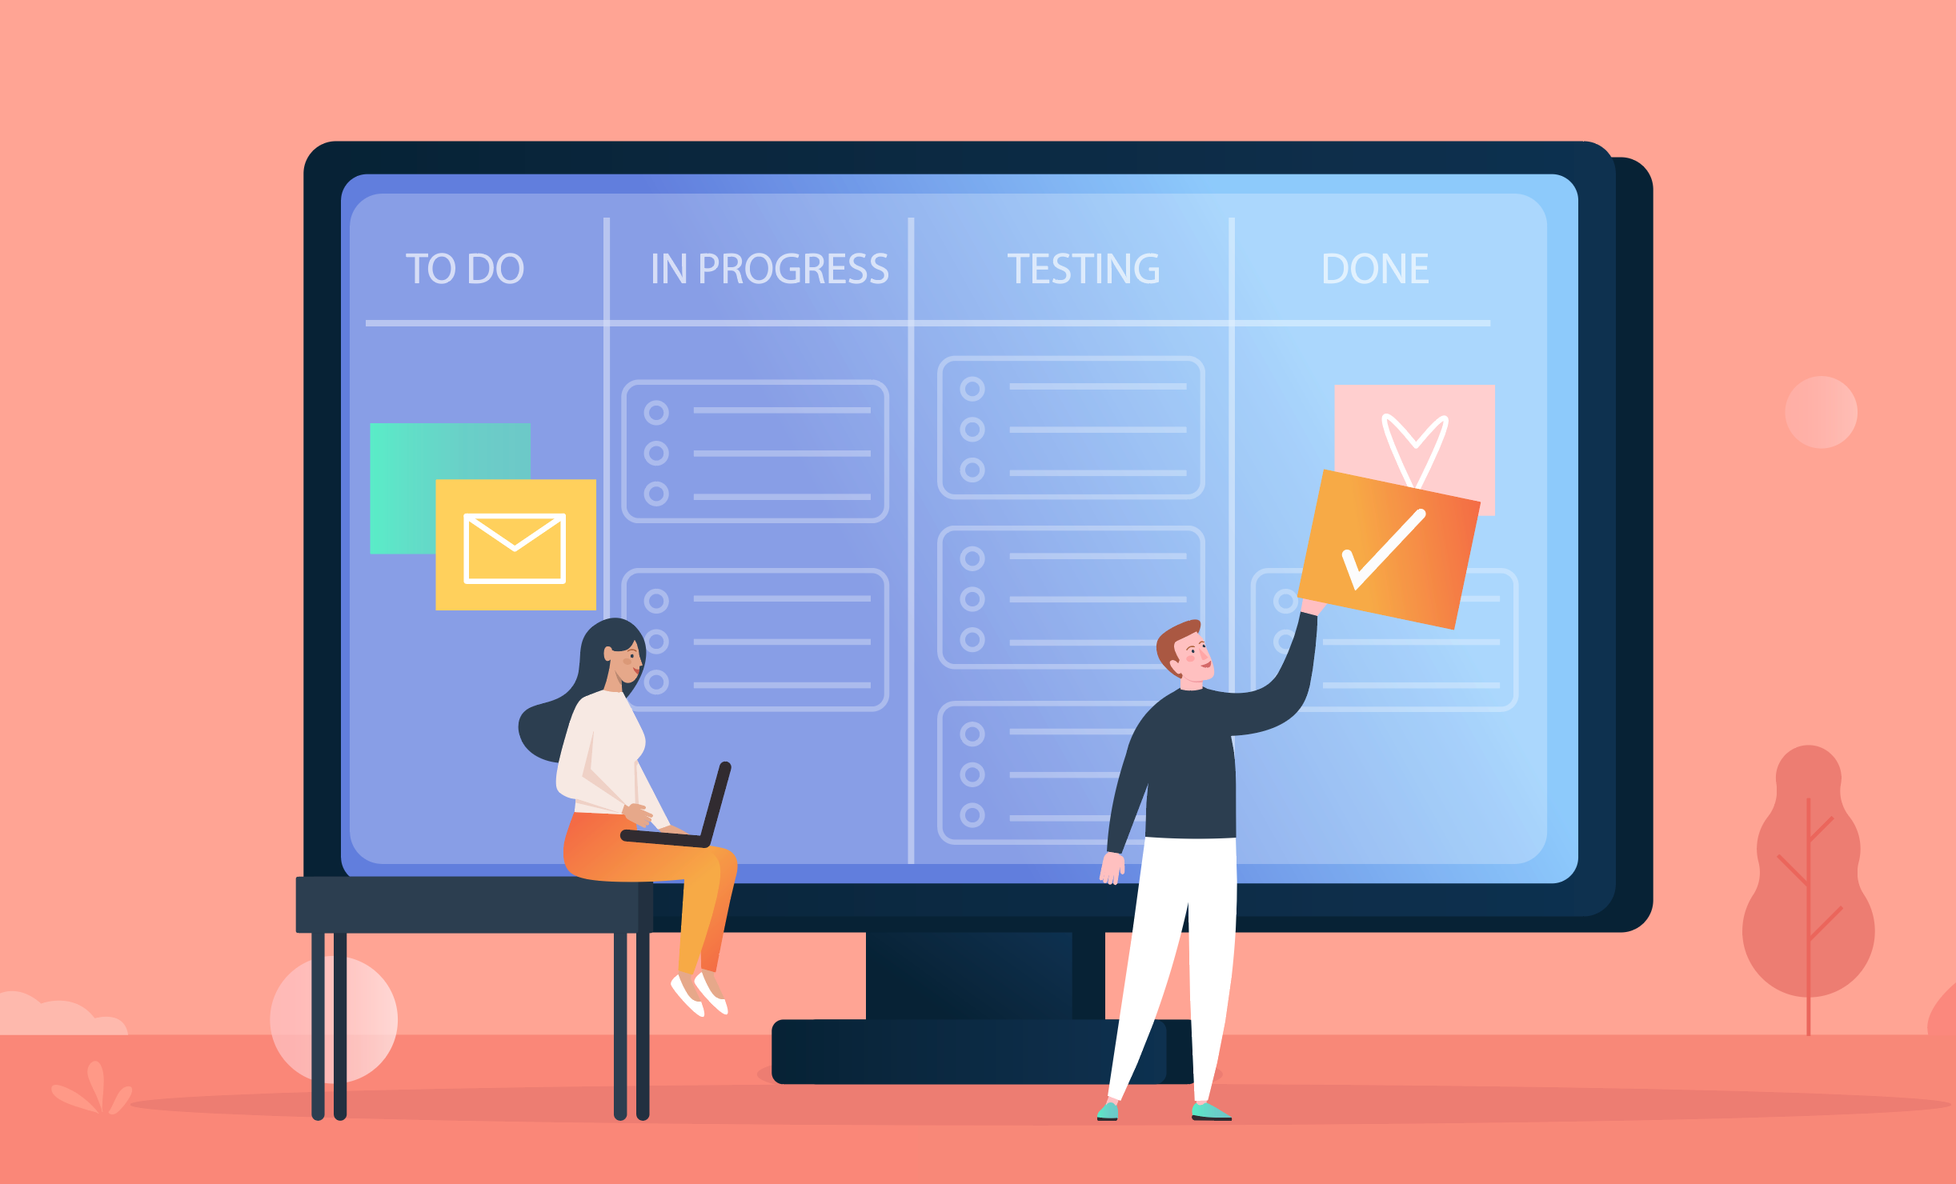 TO DO
IN PROGRESS
TESTING
DONE